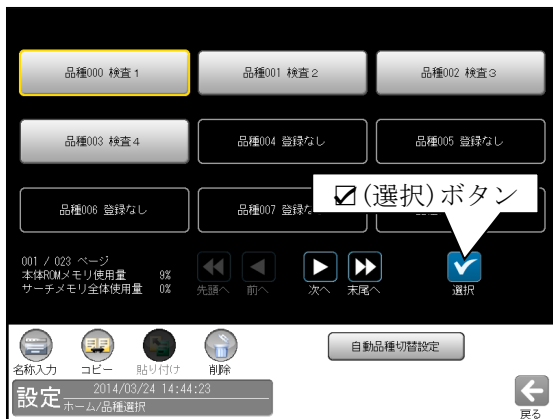 品種000 検査1
品種001 検査2
品種002 検査3
品種003 検査4
品種004 登録なし
品種005 登録なし
品種006 登録なし
品種007 登録な
☑(選択)ボタン
001 / 023 ページ
本体ROMメモリ使用量 9%
サーチメモリ全体使用量 0%
先頭へ
前へ
次へ
末尾へ
選択
名称入力
コピー
貼り付け
削除
自動品種切替設定
設定
2014/03/24 14:44:23
ホーム/品種選択
戻る